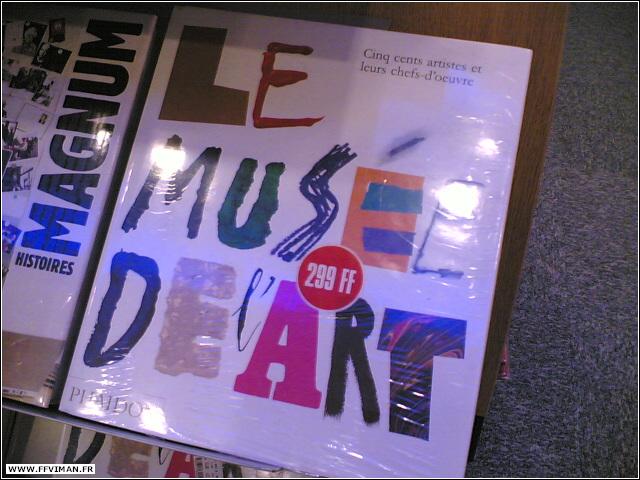 MAGNUM
HISTOIRES
Cinq cents artistes et
leurs chefs-d'oeuvre
LE
MUSÉE
DE l'ART
299 FF
PHAIDON
WWW.FFVIMAN.FR